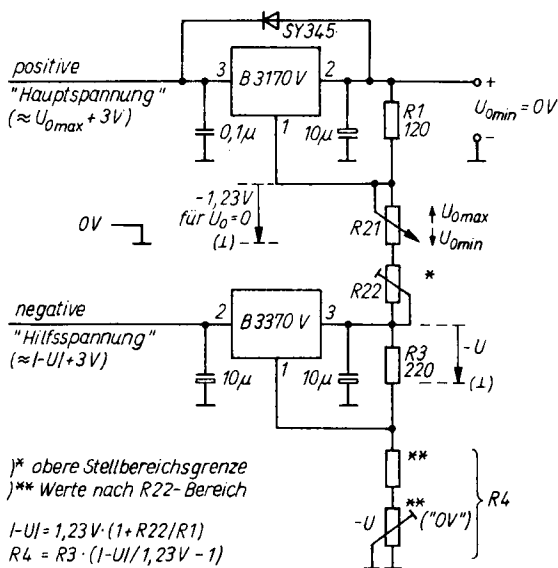 SY345
positive
"Hauptspannung"
(≈U₀max + 3V)
3
B3170V
2
1
0,1µ
10µ
R1
120
+
U₀min = 0V
-
-1,23V
für U₀=0
(⊥)
0V
R21
U₀max
U₀min
R22
*
negative
"Hilfsspannung"
(≈|-U|+3V)
2
B3370V
3
1
10µ
10µ
R3
220
-U
(⊥)
**
**
-U
("0V")
R4
)* obere Stellbereichsgrenze
)** Werte nach R22-Bereich
|-U| = 1,23V·(1+R22/R1)
R4 = R3·(|-U|/1,23V - 1)